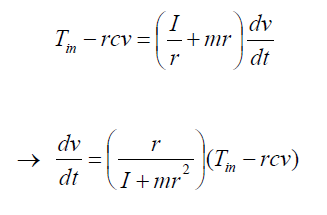 T_in − rcv = (I/r + mr) dv/dt
→ dv/dt = (r/(I + mr²)) (T_in − rcv)